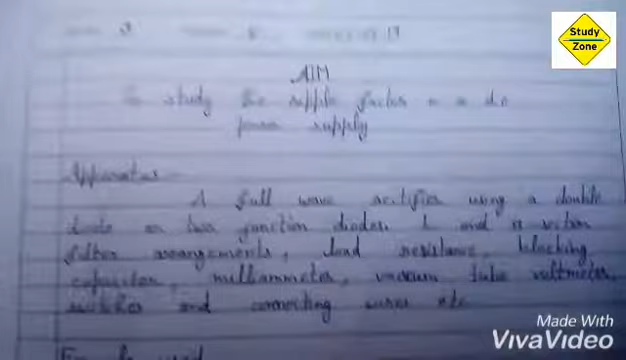 Study
Zone
AIM
To study the ripple factor in a d.c
power supply
Apparatus
A full wave rectifier using a double
diode or two junction diodes, L and π section
filter arrangements, load resistance, blocking
capacitor, milliammeter, vacuum tube voltmeter,
switches and connecting wires etc
Made With
VivaVideo